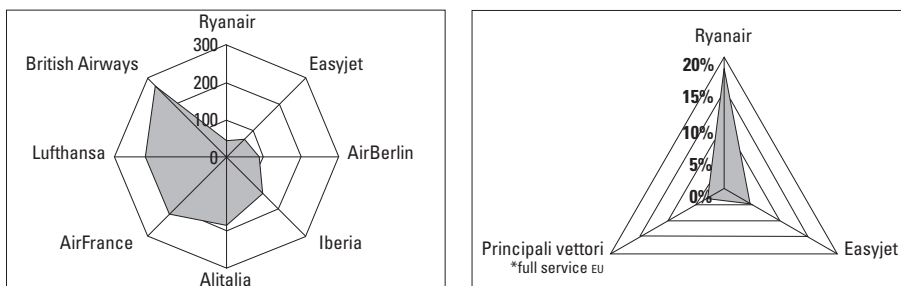 Ryanair
300
British Airways
Easyjet
200
100
Lufthansa
0
AirBerlin
AirFrance
Iberia
Alitalia
Ryanair
20%
15%
10%
5%
0%
Principali vettori
Easyjet
*full service EU